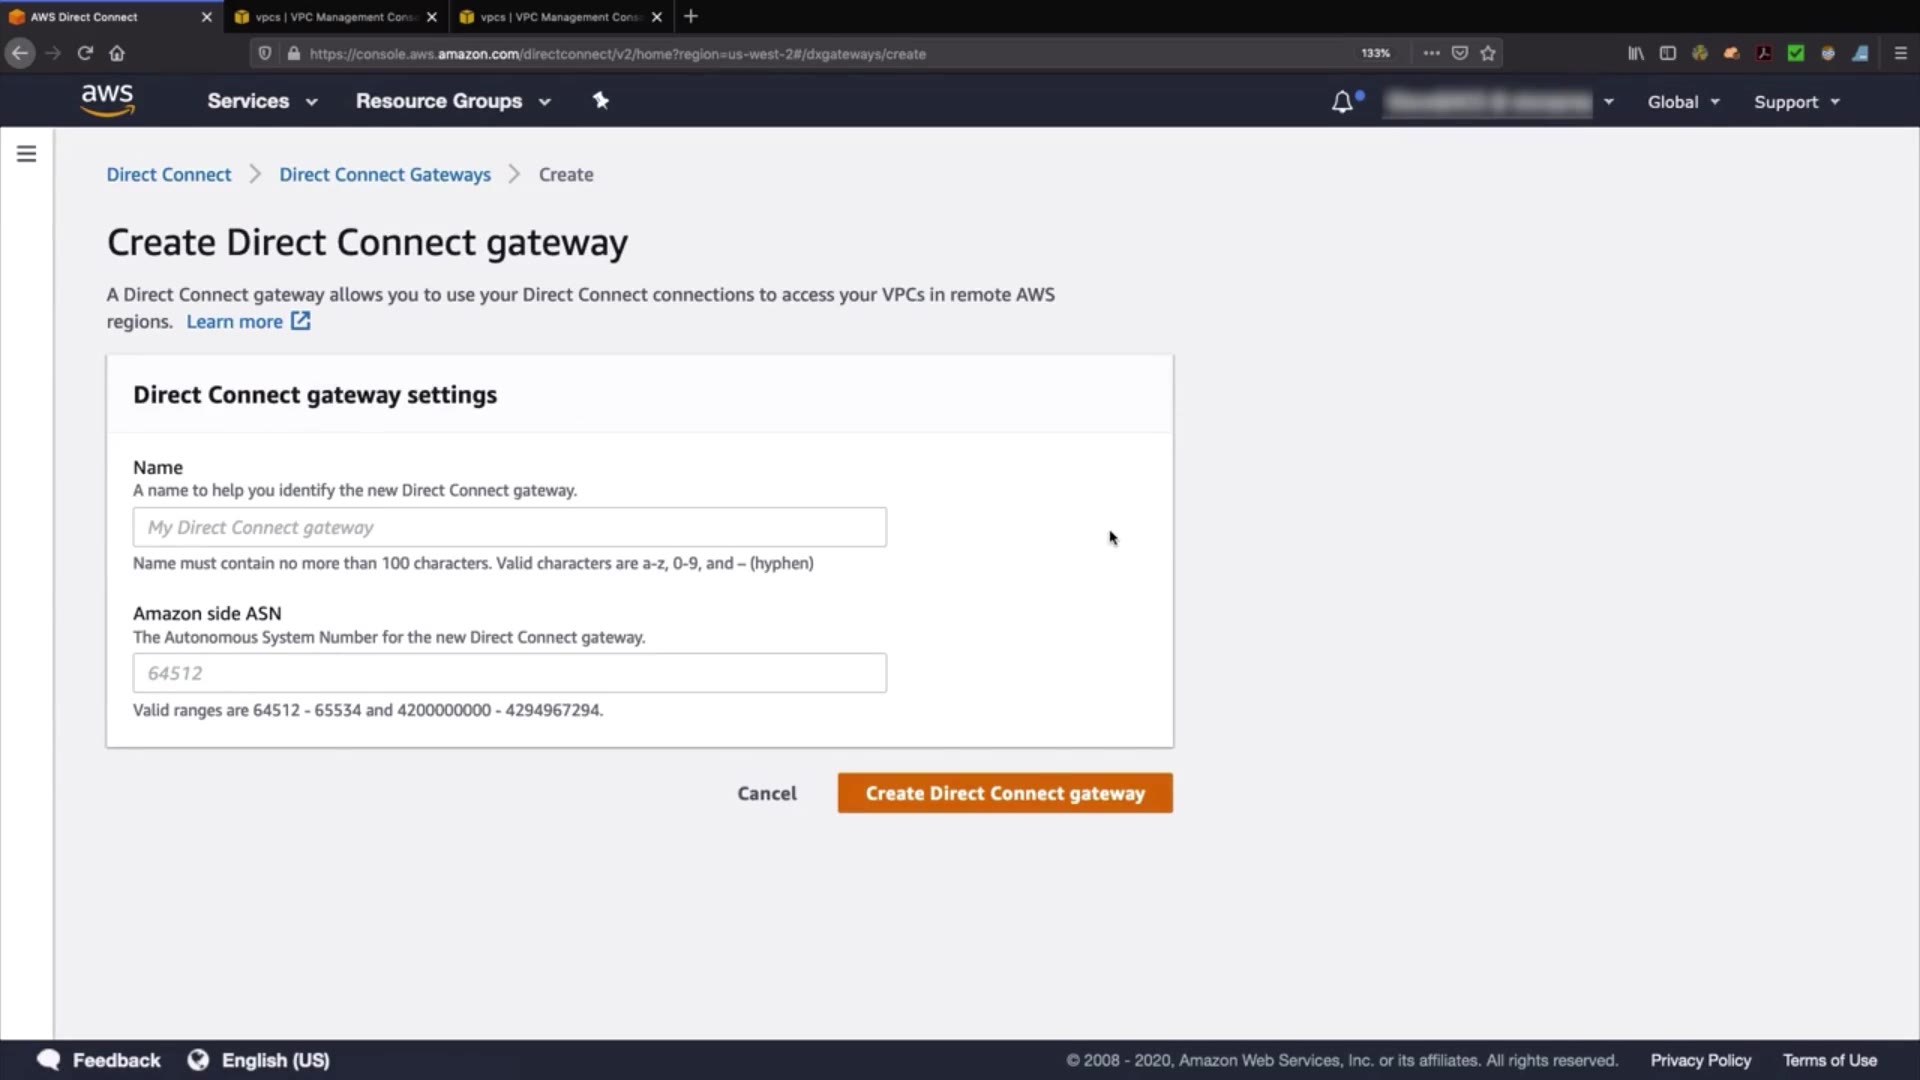 AWS Direct Connect
vpcs | VPC Management Cons
vpcs | VPC Management Cons
https://console.aws.amazon.com/directconnect/v2/home?region=us-west-2#/dxgateways/create
133%
aws
Services
Resource Groups
Global
Support
Direct Connect
Direct Connect Gateways
Create
Create Direct Connect gateway
A Direct Connect gateway allows you to use your Direct Connect connections to access your VPCs in remote AWS
regions. Learn more
Direct Connect gateway settings
Name
A name to help you identify the new Direct Connect gateway.
My Direct Connect gateway
Name must contain no more than 100 characters. Valid characters are a-z, 0-9, and – (hyphen)
Amazon side ASN
The Autonomous System Number for the new Direct Connect gateway.
64512
Valid ranges are 64512 - 65534 and 4200000000 - 4294967294.
Cancel
Create Direct Connect gateway
Feedback
English (US)
© 2008 - 2020, Amazon Web Services, Inc. or its affiliates. All rights reserved.
Privacy Policy
Terms of Use